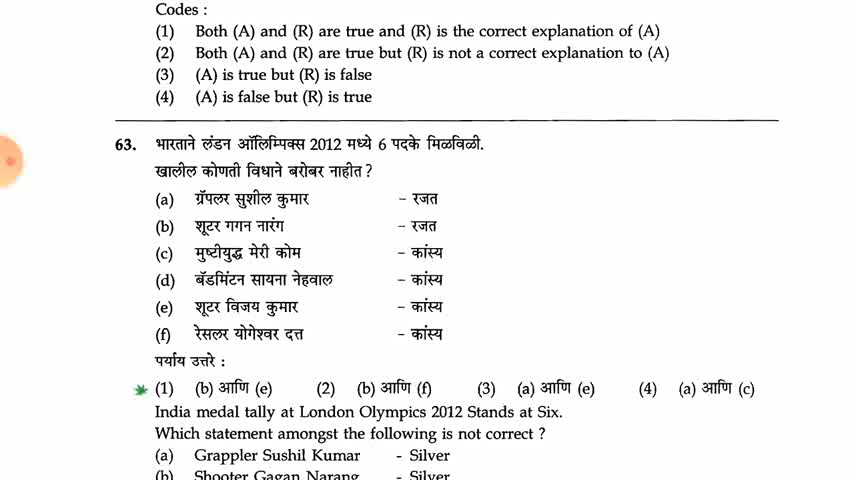 Codes :
(1) Both (A) and (R) are true and (R) is the correct explanation of (A)
(2) Both (A) and (R) are true but (R) is not a correct explanation to (A)
(3) (A) is true but (R) is false
(4) (A) is false but (R) is true
63. भारताने लंडन ऑलिम्पिक्स 2012 मध्ये 6 पदके मिळविळी.
खालील कोणती विधाने बरोबर नाहीत ?
(a) ग्रॅपलर सुशील कुमार - रजत
(b) शूटर गगन नारंग - रजत
(c) मुष्टीयुद्ध मेरी कोम - कांस्य
(d) बॅडमिंटन सायना नेहवाल - कांस्य
(e) शूटर विजय कुमार - कांस्य
(f) रेसलर योगेश्वर दत्त - कांस्य
पर्याय उत्तरे :
(1) (b) आणि (e) (2) (b) आणि (f) (3) (a) आणि (e) (4) (a) आणि (c)
India medal tally at London Olympics 2012 Stands at Six.
Which statement amongst the following is not correct ?
(a) Grappler Sushil Kumar - Silver
(b) Shooter Gagan Narang - Silver